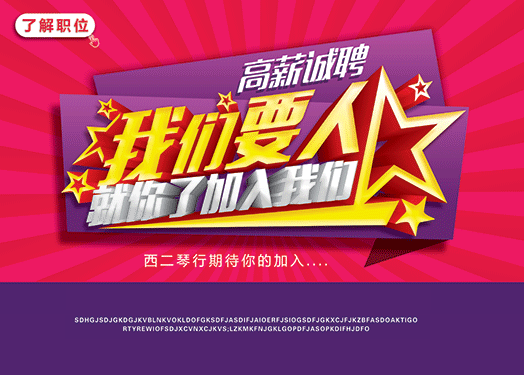 了解职位
高薪诚聘
我们要人
就你了加入我们
西二琴行期待你的加入....
SDHGJSDJGKDGJKVBLNKVOKLDOFGKSDFJASDIFJAIOERFJSIOGSDFJGKXCJFJKZBFASDOAKTIGO
RTYREWIOFSDJXCVNXCJKVS;LZKMKFNJGKLGOPDFJASOPKDIFHJDFO